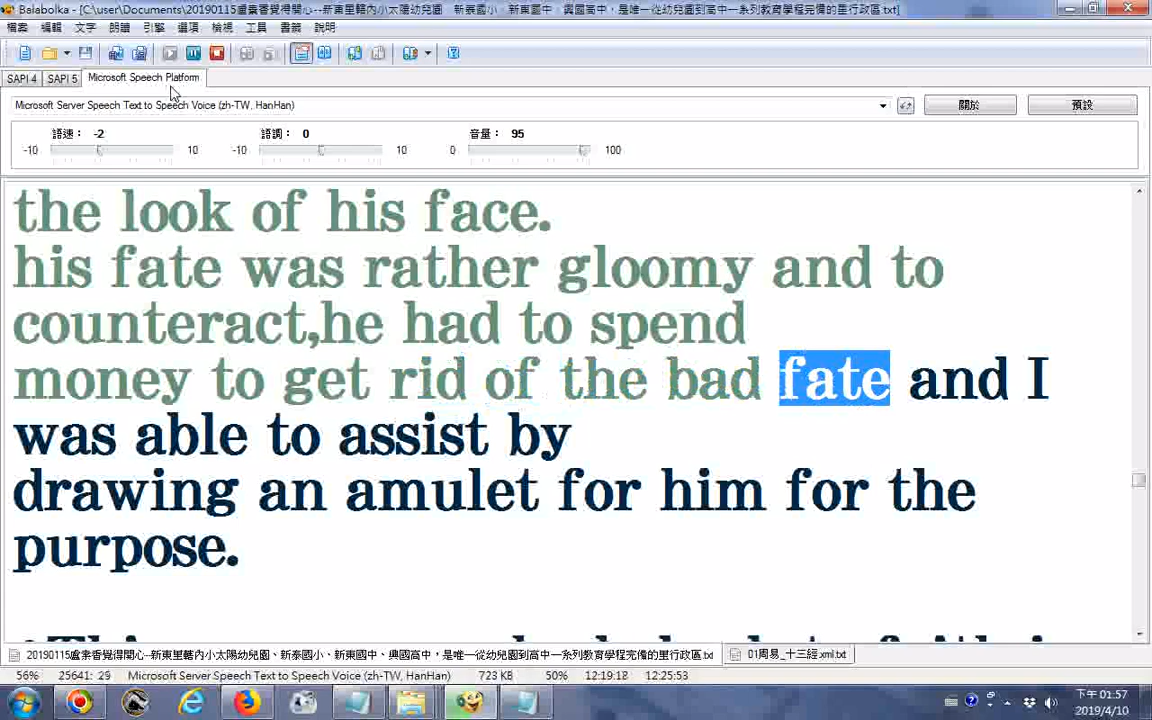 Balabolka - [C:\user\Documents\20190115盧素香覺得開心--新東里轄內小太陽幼兒園、新泰國小、新東國中、興國高中，是唯一從幼兒園到高中一系列教育學程完備的里行政區.txt]
檔案 編輯 文字 朗讀 引擎 選項 檢視 工具 書籤 說明
SAPI 4 SAPI 5 Microsoft Speech Platform
Microsoft Server Speech Text to Speech Voice (zh-TW, HanHan) 關於 預設
語速： -2 語調： 0 音量： 95
-10 10 -10 10 0 100
the look of his face.
his fate was rather gloomy and to
counteract,he had to spend
money to get rid of the bad fate and I
was able to assist by
drawing an amulet for him for the
purpose.
20190115盧素香覺得開心--新東里轄內小太陽幼兒園、新泰國小、新東國中、興國高中，是唯一從幼兒園到高中一系列教育學程完備的里行政區.txt 01周易_十三經.xml.txt
56% 25641: 29 Microsoft Server Speech Text to Speech Voice (zh-TW, HanHan) 723 KB 50% 12:19:18 12:25:53
下午 01:57
2019/4/10